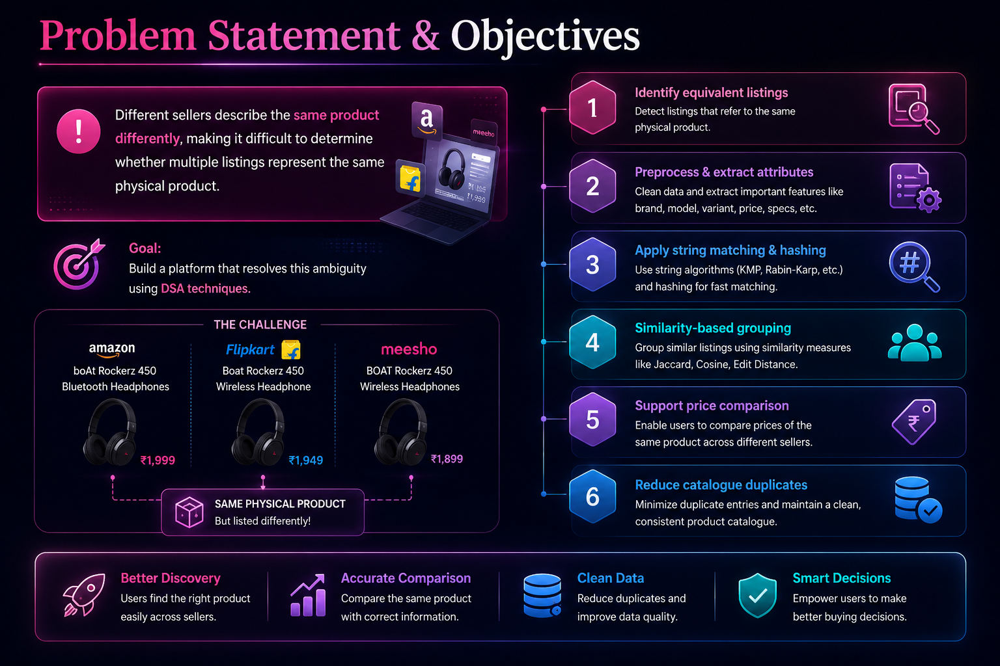 Problem Statement & Objectives
!
Different sellers describe the same product
differently, making it difficult to determine
whether multiple listings represent the same
physical product.
a
meesho
f
Goal:
Build a platform that resolves this ambiguity
using DSA techniques.
THE CHALLENGE
amazon
boAt Rockerz 450
Bluetooth Headphones
₹1,999
Flipkart
Boat Rockerz 450
Wireless Headphone
₹1,949
meesho
BOAT Rockerz 450
Wireless Headphones
₹1,899
SAME PHYSICAL PRODUCT
But listed differently!
1
Identify equivalent listings
Detect listings that refer to the same
physical product.
2
Preprocess & extract attributes
Clean data and extract important features like
brand, model, variant, price, specs, etc.
3
Apply string matching & hashing
Use string algorithms (KMP, Rabin-Karp, etc.)
and hashing for fast matching.
#
4
Similarity-based grouping
Group similar listings using similarity measures
like Jaccard, Cosine, Edit Distance.
5
Support price comparison
Enable users to compare prices of the
same product across different sellers.
₹
6
Reduce catalogue duplicates
Minimize duplicate entries and maintain a clean,
consistent product catalogue.
Better Discovery
Users find the right product
easily across sellers.
Accurate Comparison
Compare the same product
with correct information.
Clean Data
Reduce duplicates and
improve data quality.
Smart Decisions
Empower users to make
better buying decisions.